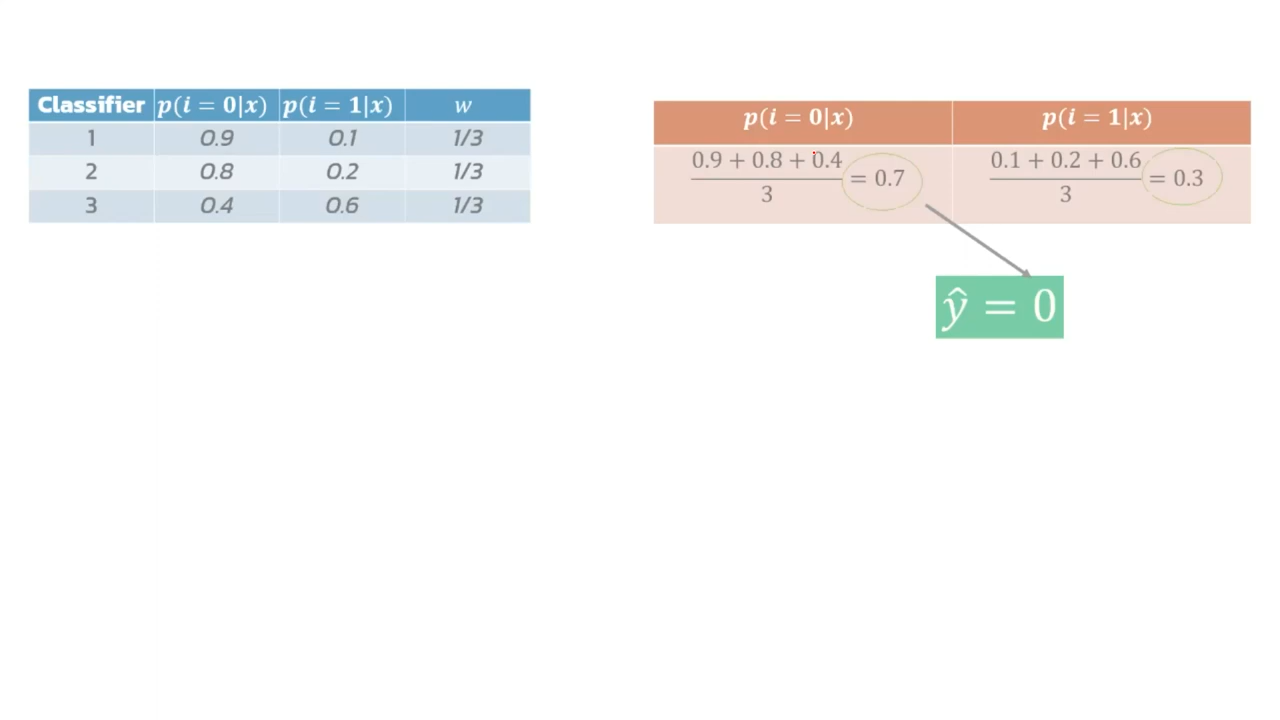 Classifier p(i = 0|x) p(i = 1|x) w
1 0.9 0.1 1/3
2 0.8 0.2 1/3
3 0.4 0.6 1/3
p(i = 0|x) p(i = 1|x)
0.9 + 0.8 + 0.4 / 3 = 0.7 0.1 + 0.2 + 0.6 / 3 = 0.3
ŷ = 0